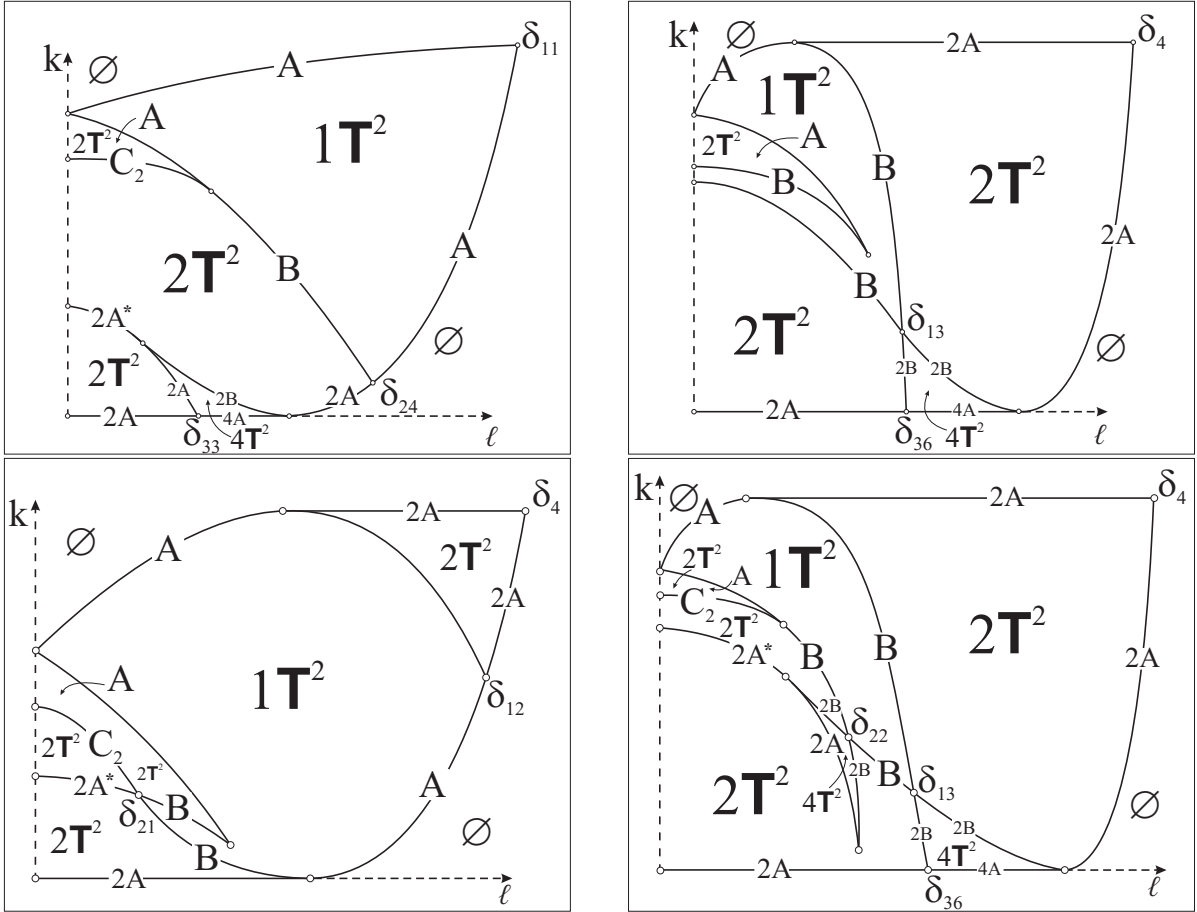 k ∅ A δ₁₁
A
2T² 1T²
C₂
2T² B A
2A*
2T² ∅
2A 2B 2A δ₂₄
2A δ₃₃ 4A 4T² ℓ
k ∅ 2A δ₄
A 1T²
2T² A B
B 2T²
2A
B
2T² δ₁₃ ∅
2B 2B
2A 4A
δ₃₆ 4T² ℓ
k ∅ 2A δ₄
A 2T²
2A
A 1T² δ₁₂
2T² C₂
2A* 2T² A
δ₂₁ B
2T² B ∅
2A ℓ
k ∅ A 2A δ₄
2T² A 1T²
C₂ 2T²
2T² B B
2A* 2A
2B δ₂₂
2A 2B B δ₁₃
2T² 4T² ∅
2B 2B
4T²
2A 4A
δ₃₆ ℓ